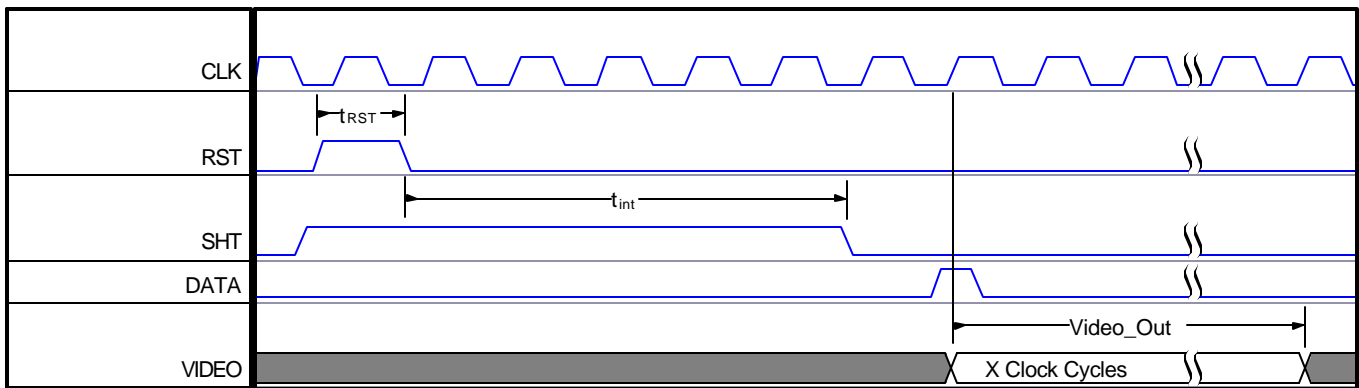 CLK
tRST
RST
tint
SHT
DATA
Video_Out
VIDEO
X Clock Cycles